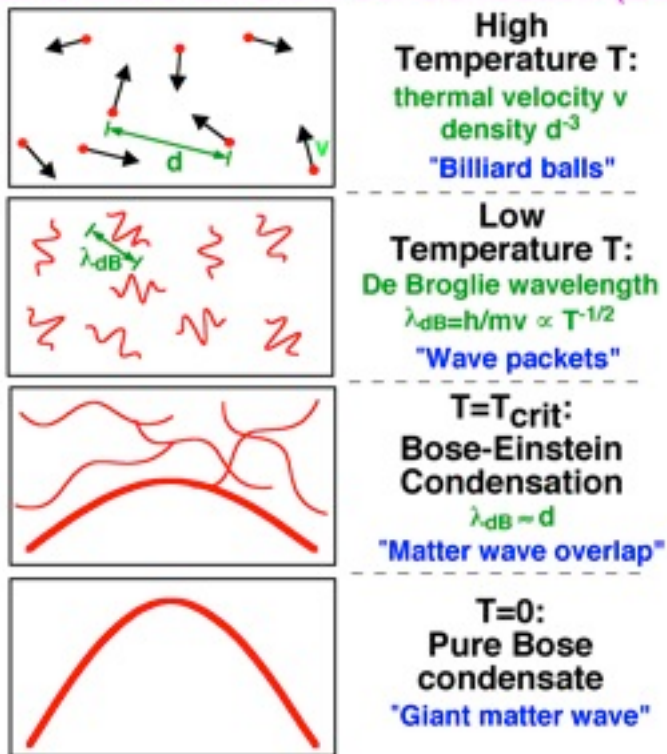 High
Temperature T:
thermal velocity v
density d⁻³
"Billiard balls"
d
v
Low
Temperature T:
De Broglie wavelength
λdB=h/mv ∝ T⁻¹/²
"Wave packets"
λdB
T=Tcrit:
Bose-Einstein
Condensation
λdB ≈ d
"Matter wave overlap"
T=0:
Pure Bose
condensate
"Giant matter wave"